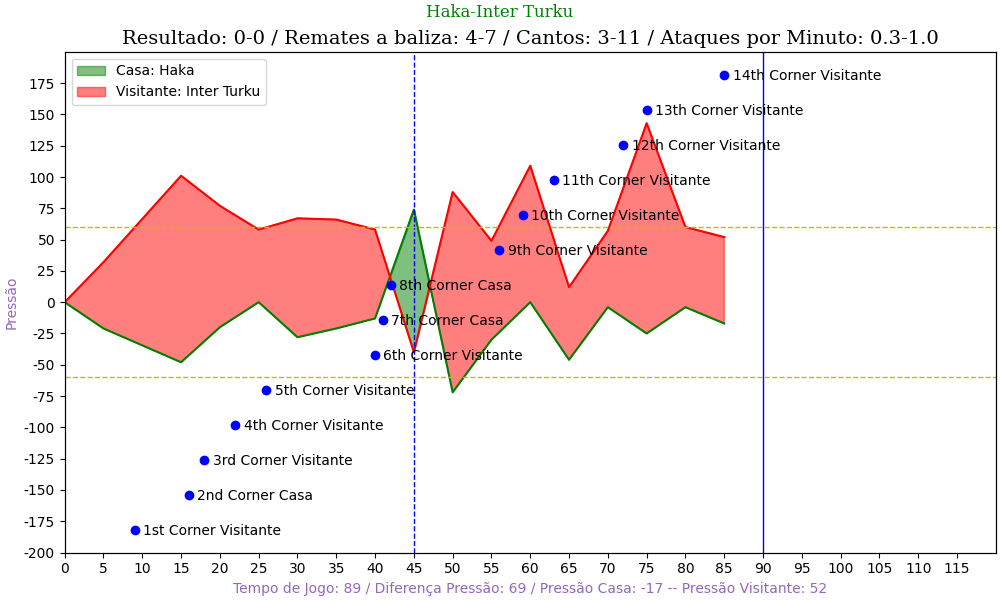 Haka-Inter Turku
Resultado: 0-0 / Remates a baliza: 4-7 / Cantos: 3-11 / Ataques por Minuto: 0.3-1.0
Casa: Haka
Visitante: Inter Turku
Pressão
175
150
125
100
75
50
25
0
-25
-50
-75
-100
-125
-150
-175
-200
14th Corner Visitante
13th Corner Visitante
12th Corner Visitante
11th Corner Visitante
10th Corner Visitante
9th Corner Visitante
8th Corner Casa
7th Corner Casa
6th Corner Visitante
5th Corner Visitante
4th Corner Visitante
3rd Corner Visitante
2nd Corner Casa
1st Corner Visitante
0 5 10 15 20 25 30 35 40 45 50 55 60 65 70 75 80 85 90 95 100 105 110 115
Tempo de Jogo: 89 / Diferença Pressão: 69 / Pressão Casa: -17 -- Pressão Visitante: 52